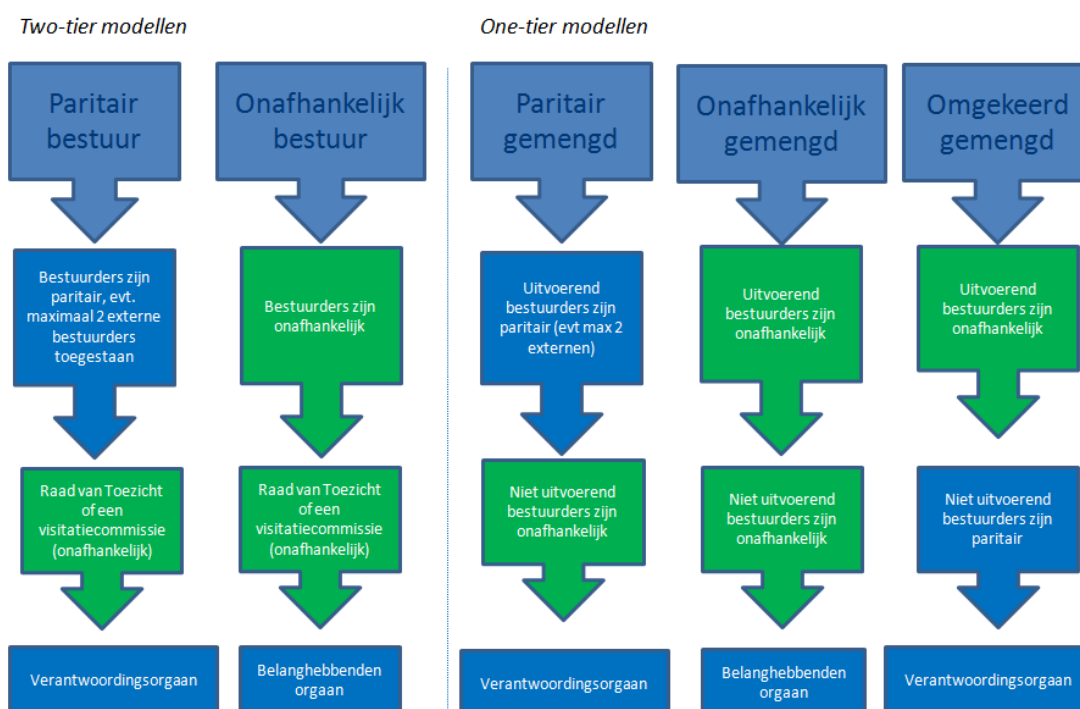 Two-tier modellen
One-tier modellen
Paritair
bestuur
Onafhankelijk
bestuur
Paritair
gemengd
Onafhankelijk
gemengd
Omgekeerd
gemengd
Bestuurders zijn
paritair, evt.
maximaal 2 externe
bestuurders
toegestaan
Bestuurders zijn
onafhankelijk
Uitvoerend
bestuurders zijn
paritair (evt max 2
externen)
Uitvoerend
bestuurders zijn
onafhankelijk
Uitvoerend
bestuurders zijn
onafhankelijk
Raad van Toezicht
of een
visitatiecommissie
(onafhankelijk)
Raad van Toezicht
of een
visitatiecommissie
(onafhankelijk)
Niet uitvoerend
bestuurders zijn
onafhankelijk
Niet uitvoerend
bestuurders zijn
onafhankelijk
Niet uitvoerend
bestuurders zijn
paritair
Verantwoordingsorgaan
Belanghebbenden
orgaan
Verantwoordingsorgaan
Belanghebbenden
orgaan
Verantwoordingsorgaan